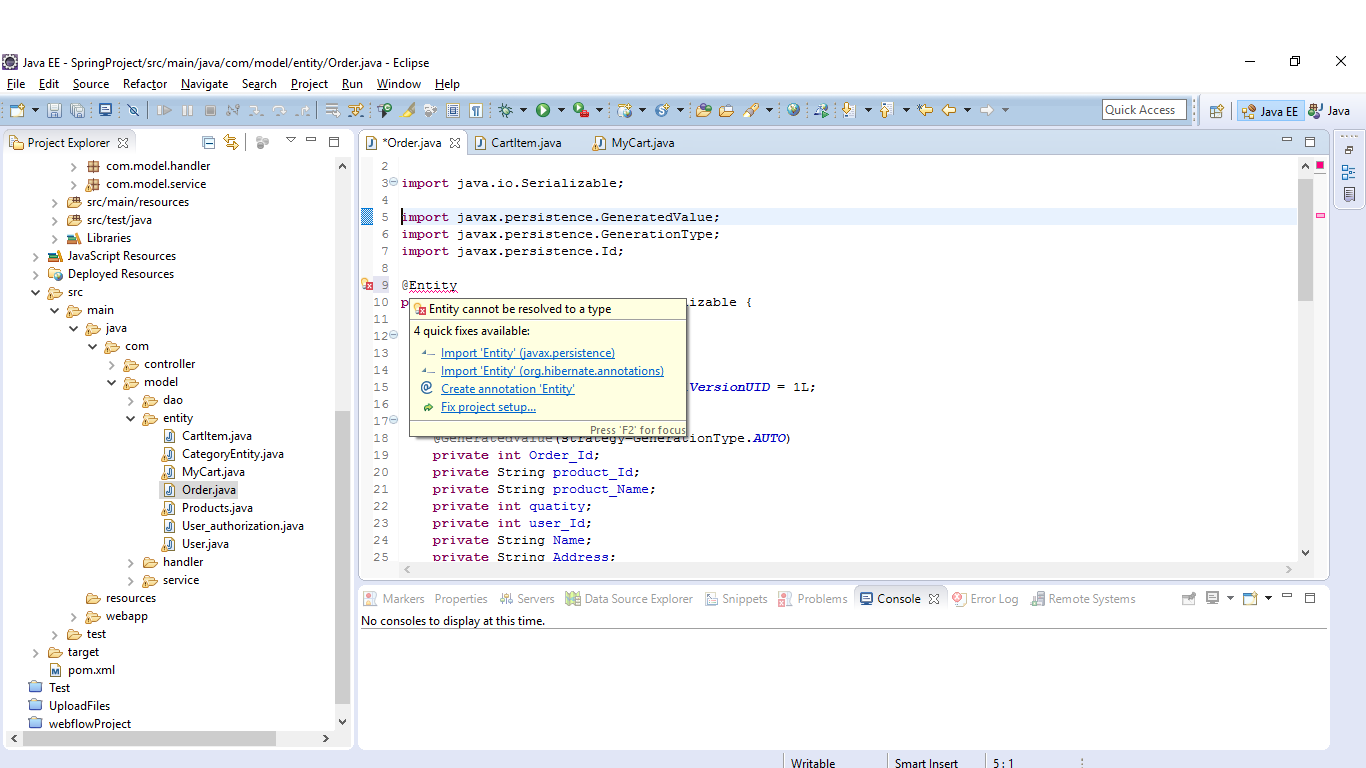 Java EE - SpringProject/src/main/java/com/model/entity/Order.java - Eclipse
File Edit Source Refactor Navigate Search Project Run Window Help
Quick Access
Java EE
Java
Project Explorer
com.model.handler
com.model.service
src/main/resources
src/test/java
Libraries
JavaScript Resources
Deployed Resources
src
main
java
com
controller
model
dao
entity
CartItem.java
CategoryEntity.java
MyCart.java
Order.java
Products.java
User_authorization.java
User.java
handler
service
resources
webapp
test
target
pom.xml
Test
UploadFiles
webflowProject
*Order.java CartItem.java MyCart.java
2
3 import java.io.Serializable;
4
5 import javax.persistence.GeneratedValue;
6 import javax.persistence.GenerationType;
7 import javax.persistence.Id;
8
9 @Entity
10 p lizable {
11
12
13
14
15 VersionUID = 1L;
16
17
18 @GeneratedValue(strategy=GenerationType.AUTO)
19 private int Order_Id;
20 private String product_Id;
21 private String product_Name;
22 private int quatity;
23 private int user_Id;
24 private String Name;
25 private String Address;
Entity cannot be resolved to a type
4 quick fixes available:
Import 'Entity' (javax.persistence)
Import 'Entity' (org.hibernate.annotations)
Create annotation 'Entity'
Fix project setup...
Press 'F2' for focus
Markers Properties Servers Data Source Explorer Snippets Problems Console Error Log Remote Systems
No consoles to display at this time.
Writable Smart Insert 5 : 1